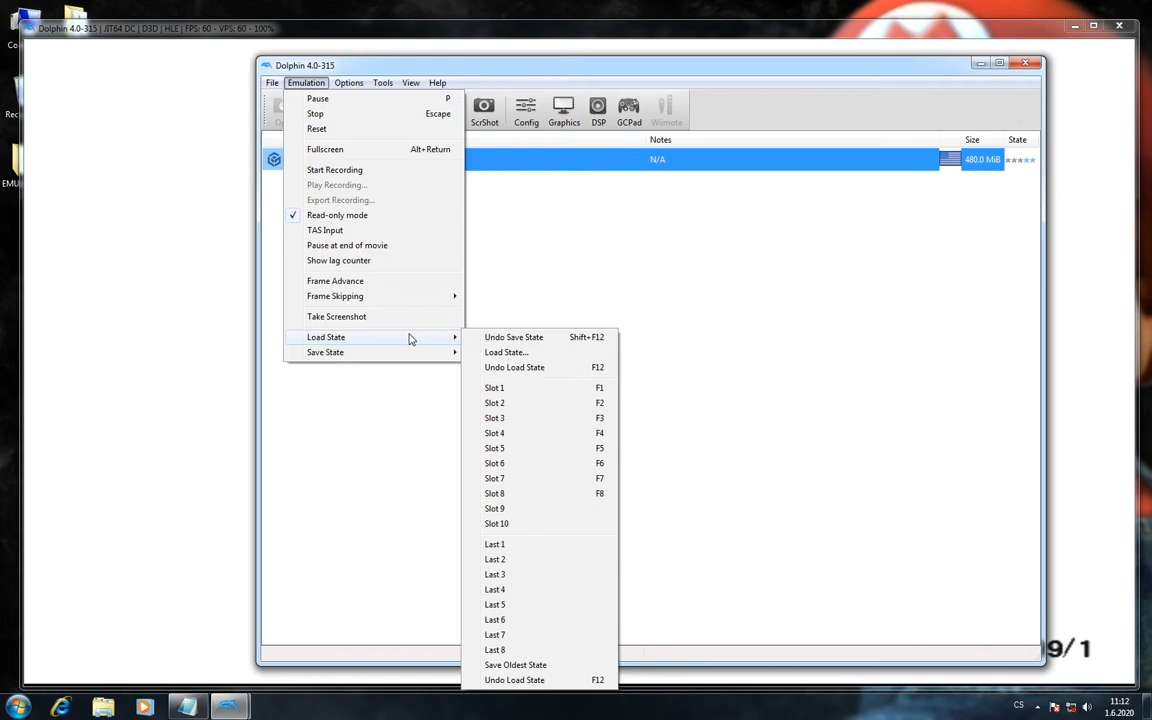 Co
Rec
EMU
Dolphin 4.0-315 | JIT64 DC | D3D | HLE | FPS: 60 - VPS: 60 - 100%
Dolphin 4.0-315
File Emulation Options Tools View Help
ScrShot Config Graphics DSP GCPad Wiimote
Notes Size State
N/A 480.0 MiB
Pause P
Stop Escape
Reset
Fullscreen Alt+Return
Start Recording
Play Recording...
Export Recording...
Read-only mode
TAS Input
Pause at end of movie
Show lag counter
Frame Advance
Frame Skipping
Take Screenshot
Load State
Save State
Undo Save State Shift+F12
Load State...
Undo Load State F12
Slot 1 F1
Slot 2 F2
Slot 3 F3
Slot 4 F4
Slot 5 F5
Slot 6 F6
Slot 7 F7
Slot 8 F8
Slot 9
Slot 10
Last 1
Last 2
Last 3
Last 4
Last 5
Last 6
Last 7
Last 8
Save Oldest State
Undo Load State F12
9/1
CS 11:12
1.6.2020